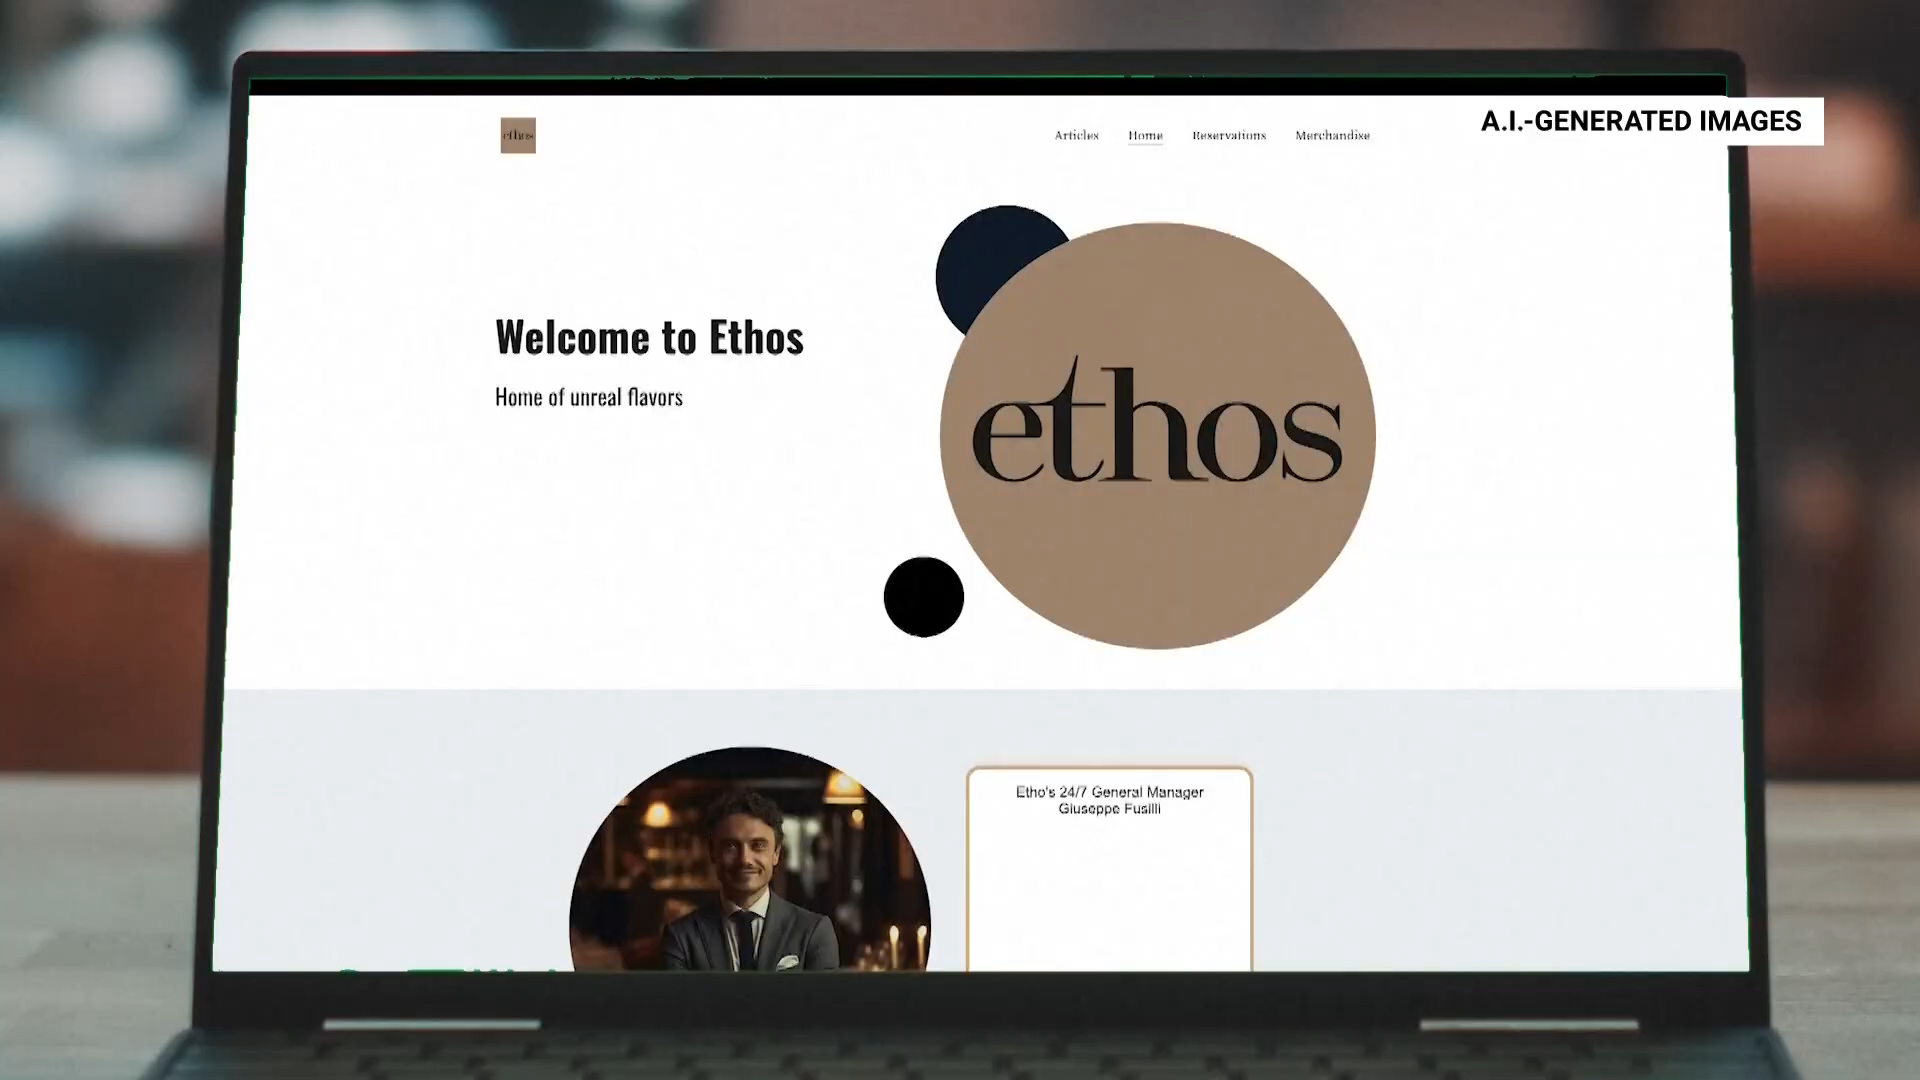 A.I.-GENERATED IMAGES
ethos
Articles
Home
Reservations
Merchandise
Welcome to Ethos
Home of unreal flavors
ethos
Etho's 24/7 General Manager
Giuseppe Fusilli